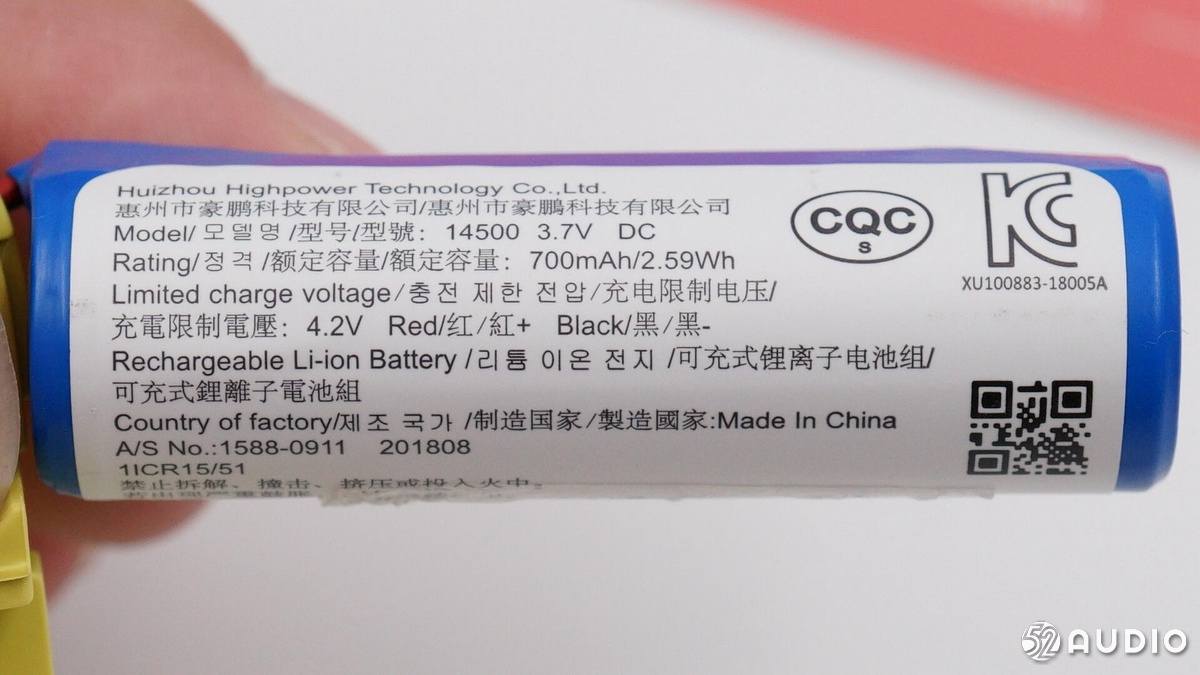 Huizhou Highpower Technology Co.,Ltd.
惠州市豪鹏科技有限公司/惠州市豪鵬科技有限公司
Model/모델명/型号/型號: 14500 3.7V DC
Rating/정격/额定容量/額定容量: 700mAh/2.59Wh
Limited charge voltage/충전 제한 전압/充电限制电压/
充電限制電壓: 4.2V Red/红/紅+ Black/黑/黑-
Rechargeable Li-ion Battery /리튬 이온 전지 /可充式锂离子电池组/
可充式鋰離子電池組
Country of factory/제조 국가 /制造国家/製造國家:Made In China
A/S No.:1588-0911 201808
1ICR15/51
禁止拆解、撞击、挤压或投入火中。
CQC
S
XU100883-18005A
52 AUDIO